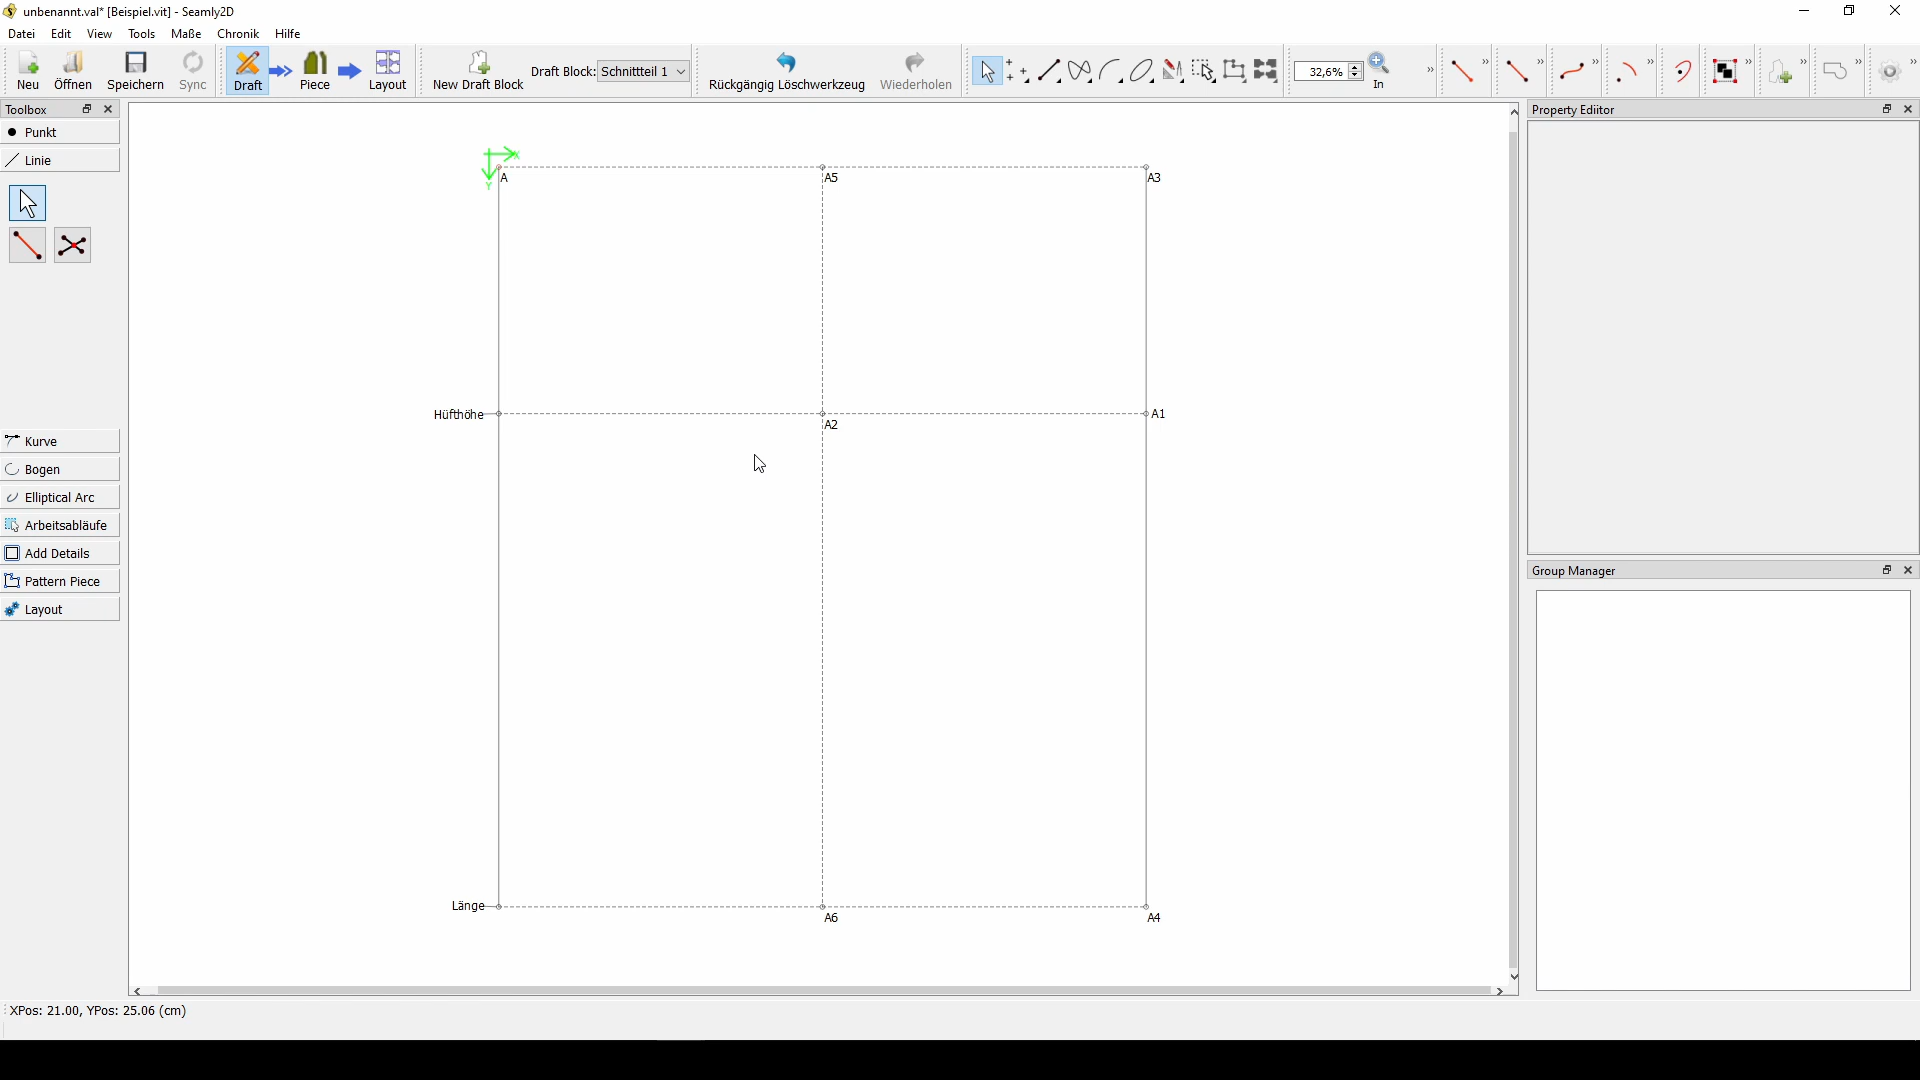 unbenannt.val* [Beispiel.vit] - Seamly2D
Datei Edit View Tools Maße Chronik Hilfe
Neu Öffnen Speichern Sync Draft Piece Layout New Draft Block Draft Block: Schnittteil 1 Rückgängig Löschwerkzeug Wiederholen 32,6% In
Toolbox
Punkt
Linie
Kurve
Bogen
Elliptical Arc
Arbeitsabläufe
Add Details
Pattern Piece
Layout
X
Y
A A5 A3
Hüfthöhe A1
A2
Länge
A6 A4
Property Ediitor
Group Manager
XPos: 21.00, YPos: 25.06 (cm)